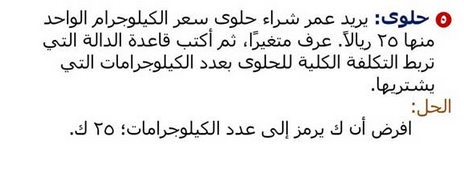 ٥ حلوى: يريد عمر شراء حلوى سعر الكيلوجرام الواحد
منها ٢٥ ريالاً. عرف متغيرًا، ثم أكتب قاعدة الدالة التي
تربط التكلفة الكلية للحلوى بعدد الكيلوجرامات التي
يشتريها.
الحل:
افرض أن ك يرمز إلى عدد الكيلوجرامات؛ ٢٥ ك.